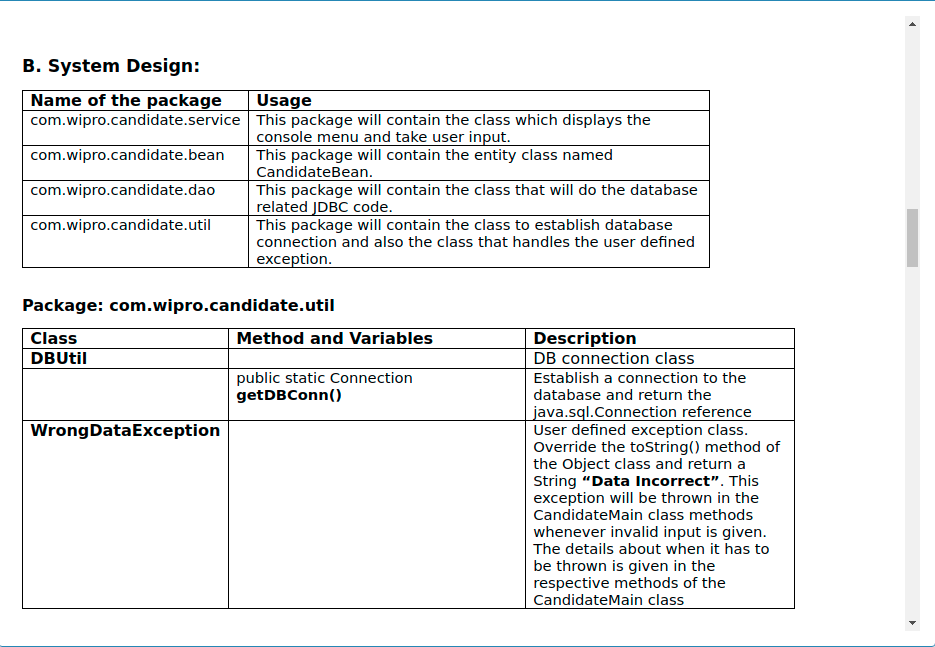 B. System Design:
Name of the package Usage
com.wipro.candidate.service This package will contain the class which displays the
console menu and take user input.
com.wipro.candidate.bean This package will contain the entity class named
CandidateBean.
com.wipro.candidate.dao This package will contain the class that will do the database
related JDBC code.
com.wipro.candidate.util This package will contain the class to establish database
connection and also the class that handles the user defined
exception.
Package: com.wipro.candidate.util
Class Method and Variables Description
DBUtil DB connection class
public static Connection Establish a connection to the
getDBConn() database and return the
java.sql.Connection reference
WrongDataException User defined exception class.
Override the toString() method of
the Object class and return a
String “Data Incorrect”. This
exception will be thrown in the
CandidateMain class methods
whenever invalid input is given.
The details about when it has to
be thrown is given in the
respective methods of the
CandidateMain class